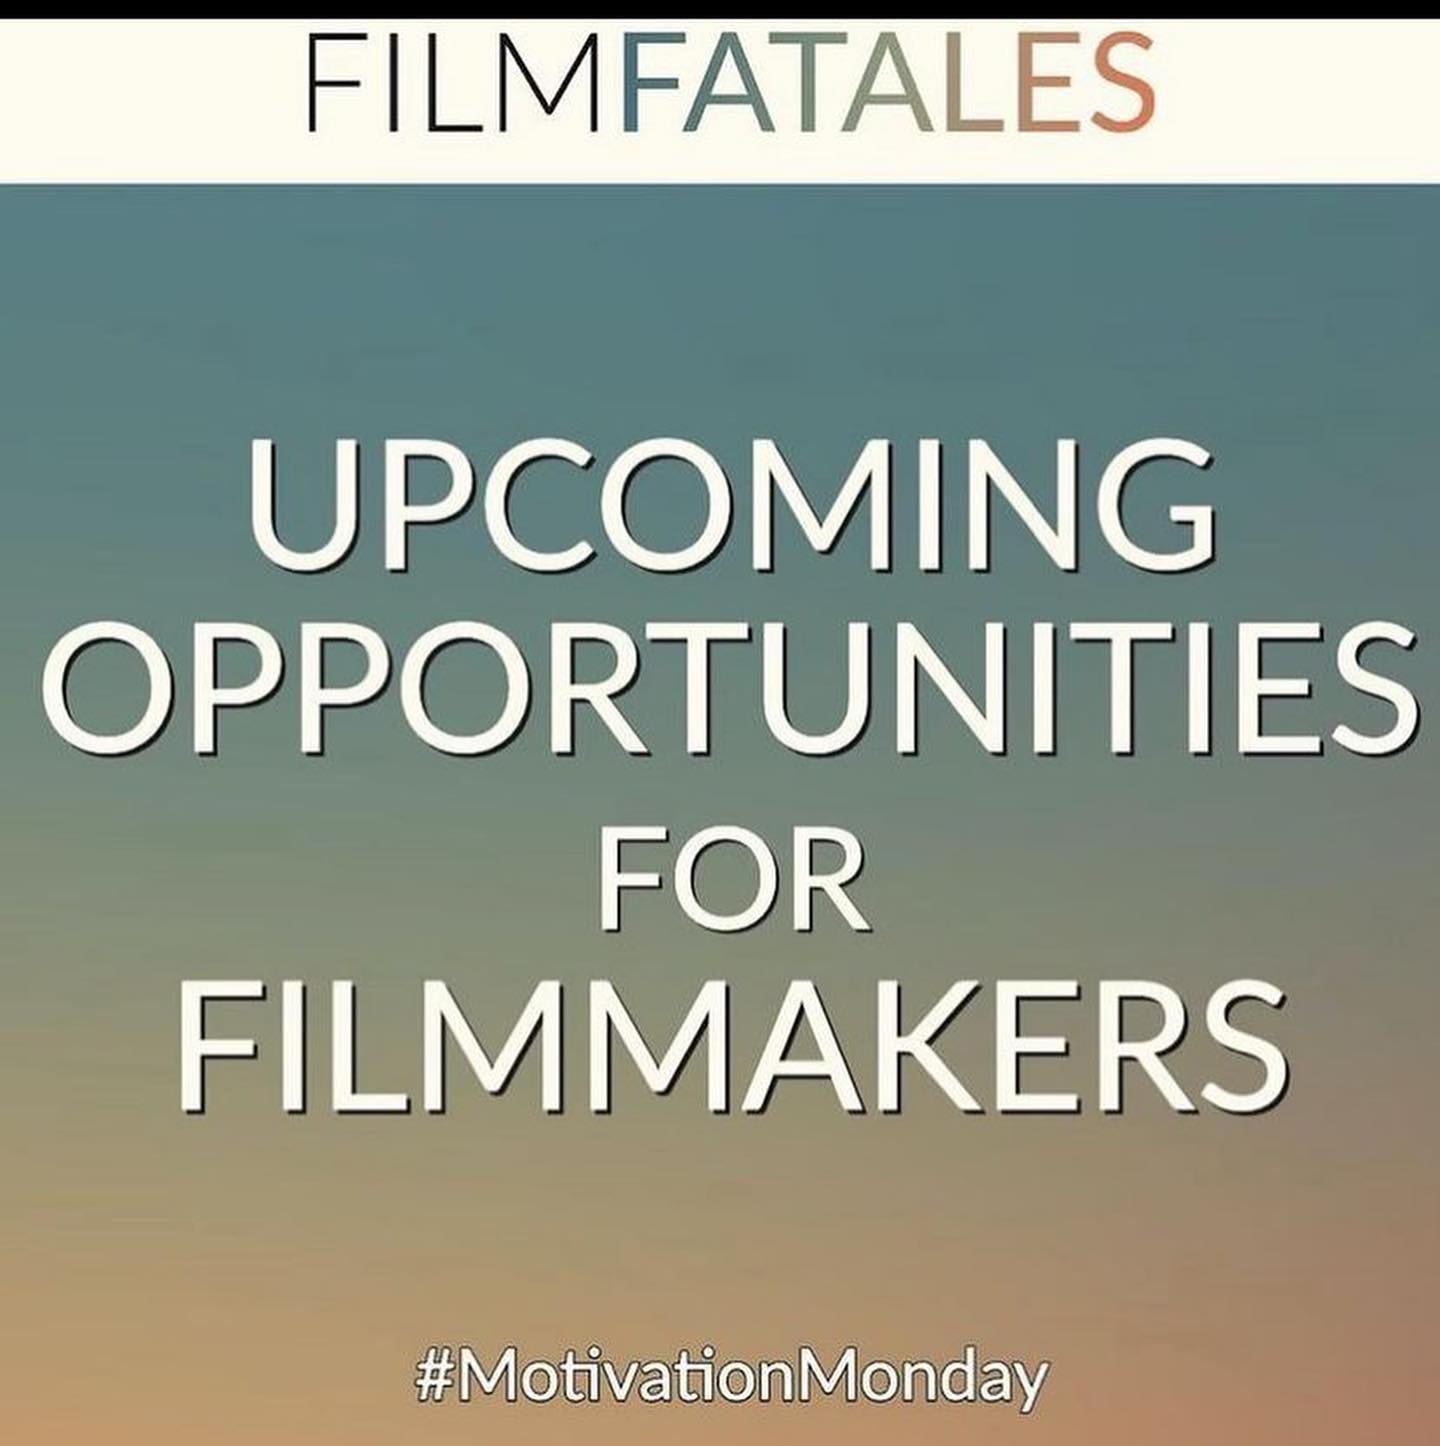 FILMFATALES
UPCOMING
OPPORTUNITIES
FOR
FILMMAKERS
#MotivationMonday